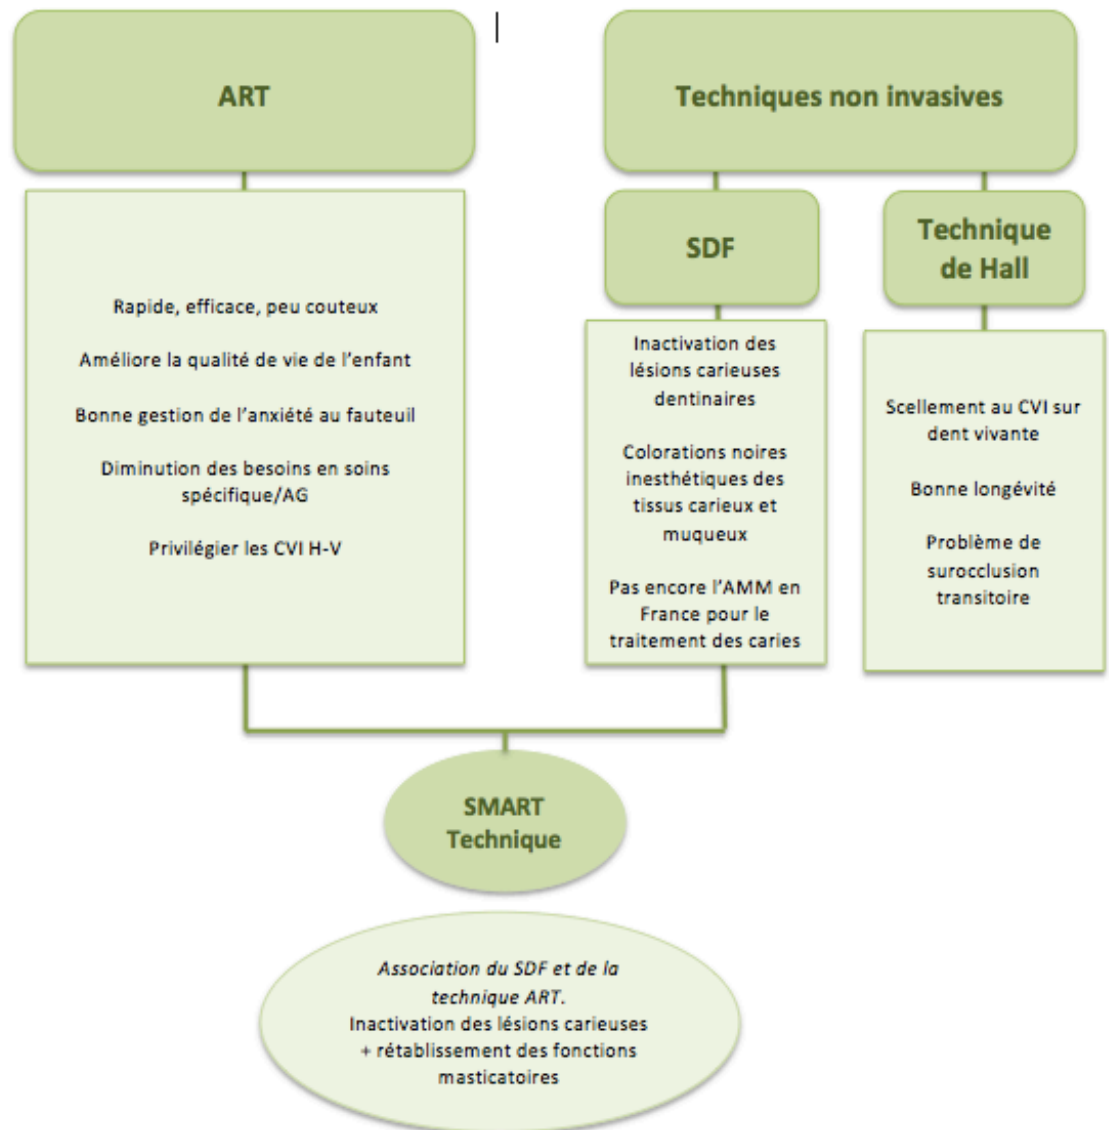 ART
Rapide, efficace, peu couteux
Améliore la qualité de vie de l'enfant
Bonne gestion de l'anxiété au fauteuil
Diminution des besoins en soins
spécifique/AG
Privilégier les CVI H-V
Techniques non invasives
SDF
Inactivation des
lésions carieuses
dentinaires
Colorations noires
inesthétiques des
tissus carieux et
muqueux
Pas encore l'AMM en
France pour le
traitement des caries
Technique
de Hall
Scellement au CVI sur
dent vivante
Bonne longévité
Problème de
surocclusion
transitoire
SMART
Technique
Association du SDF et de la
technique ART.
Inactivation des lésions carieuses
+ rétablissement des fonctions
masticatoires